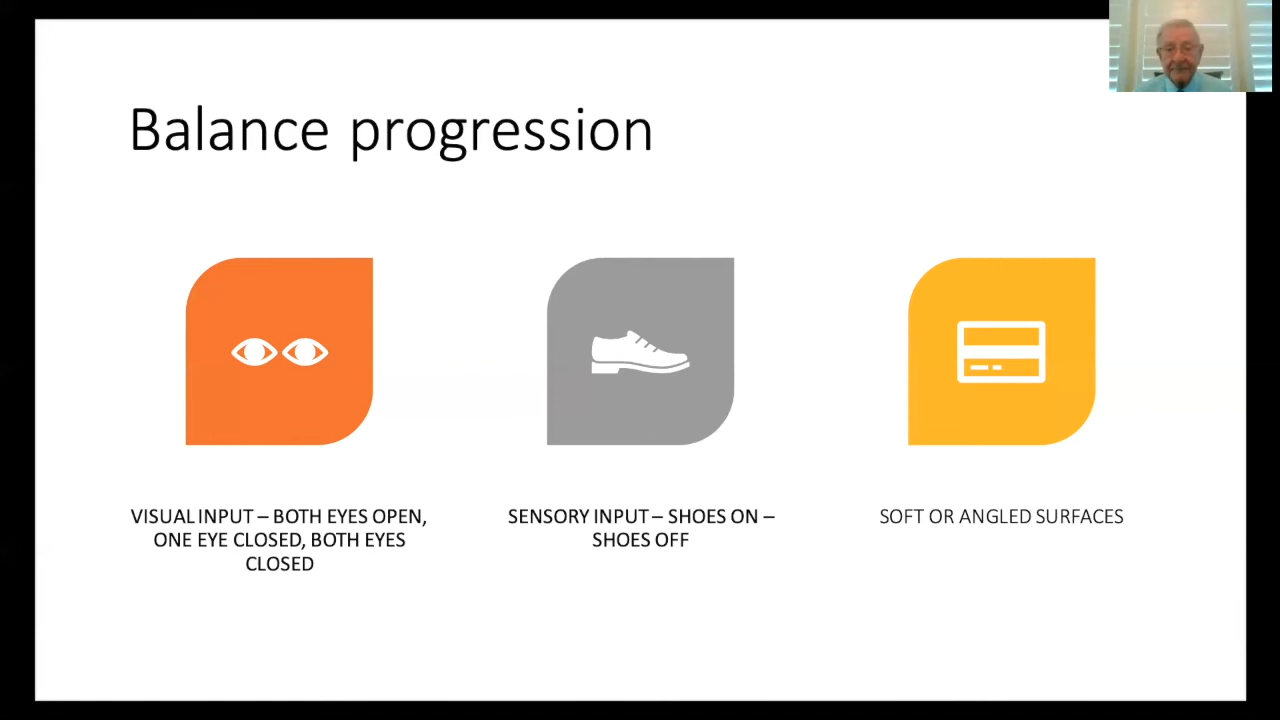 Balance progression
VISUAL INPUT – BOTH EYES OPEN,
ONE EYE CLOSED, BOTH EYES
CLOSED
SENSORY INPUT – SHOES ON –
SHOES OFF
SOFT OR ANGLED SURFACES